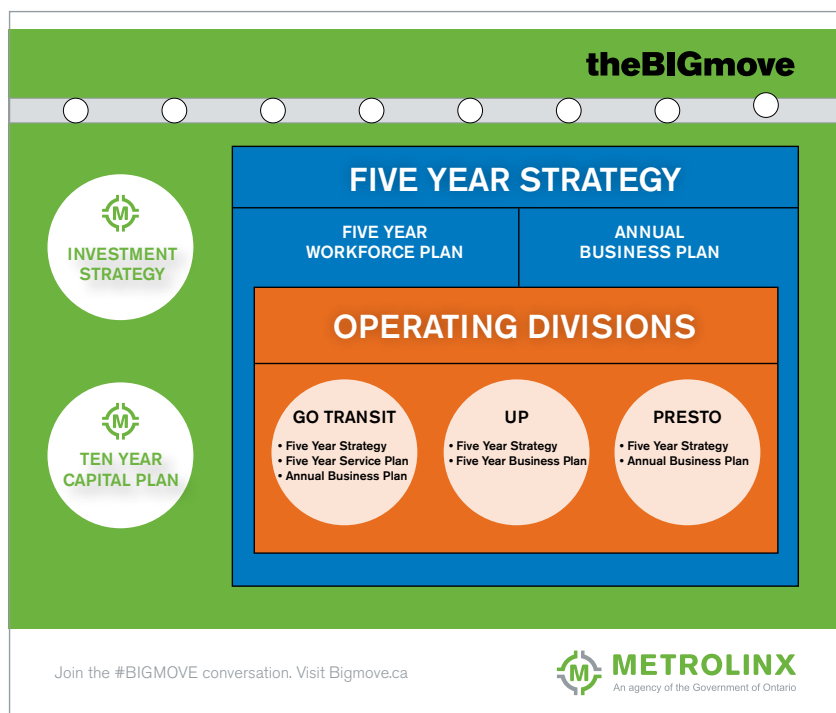 theBIGmove
M
INVESTMENT
STRATEGY
M
TEN YEAR
CAPITAL PLAN
FIVE YEAR STRATEGY
FIVE YEAR
WORKFORCE PLAN
ANNUAL
BUSINESS PLAN
OPERATING DIVISIONS
GO TRANSIT
• Five Year Strategy
• Five Year Service Plan
• Annual Business Plan
UP
• Five Year Strategy
• Five Year Business Plan
PRESTO
• Five Year Strategy
• Annual Business Plan
Join the #BIGMOVE conversation. Visit Bigmove.ca
M
METROLINX
An agency of the Government of Ontario